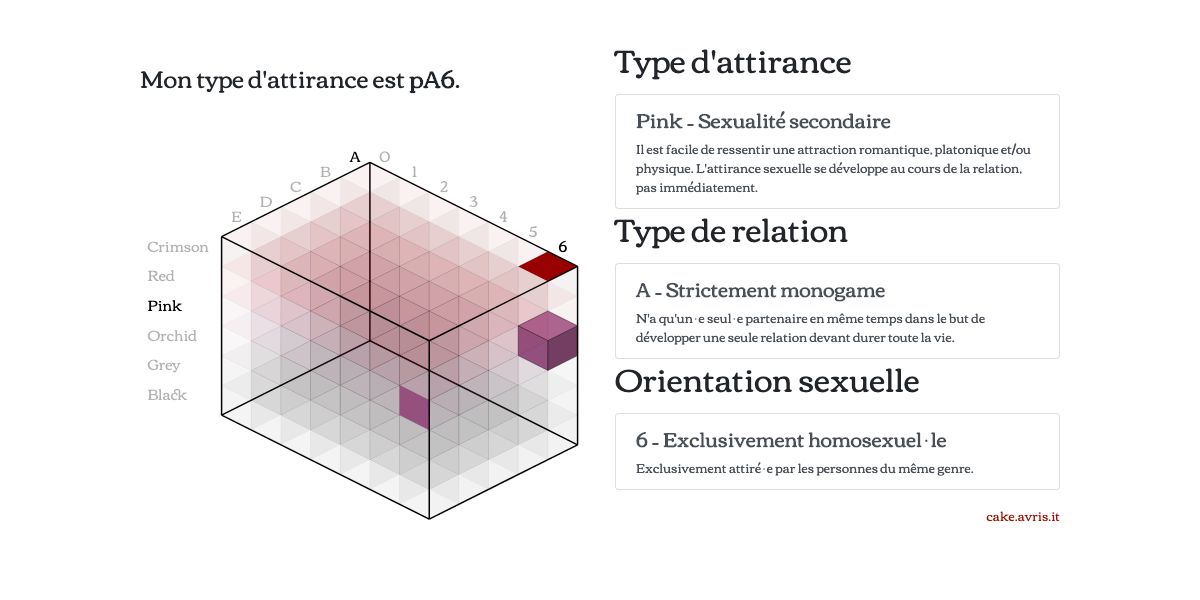 Mon type d'attirance est pA6.
A
0
B
1
C
2
D
3
E
4
5
6
Crimson
Red
Pink
Orchid
Grey
Black
Type d'attirance
Pink - Sexualité secondaire
Il est facile de ressentir une attraction romantique, platonique et/ou
physique. L'attirance sexuelle se développe au cours de la relation,
pas immédiatement.
Type de relation
A - Strictement monogame
N'a qu'un·e seul·e partenaire en même temps dans le but de
développer une seule relation devant durer toute la vie.
Orientation sexuelle
6 - Exclusivement homosexuel·le
Exclusivement attiré·e par les personnes du même genre.
cake.avris.it